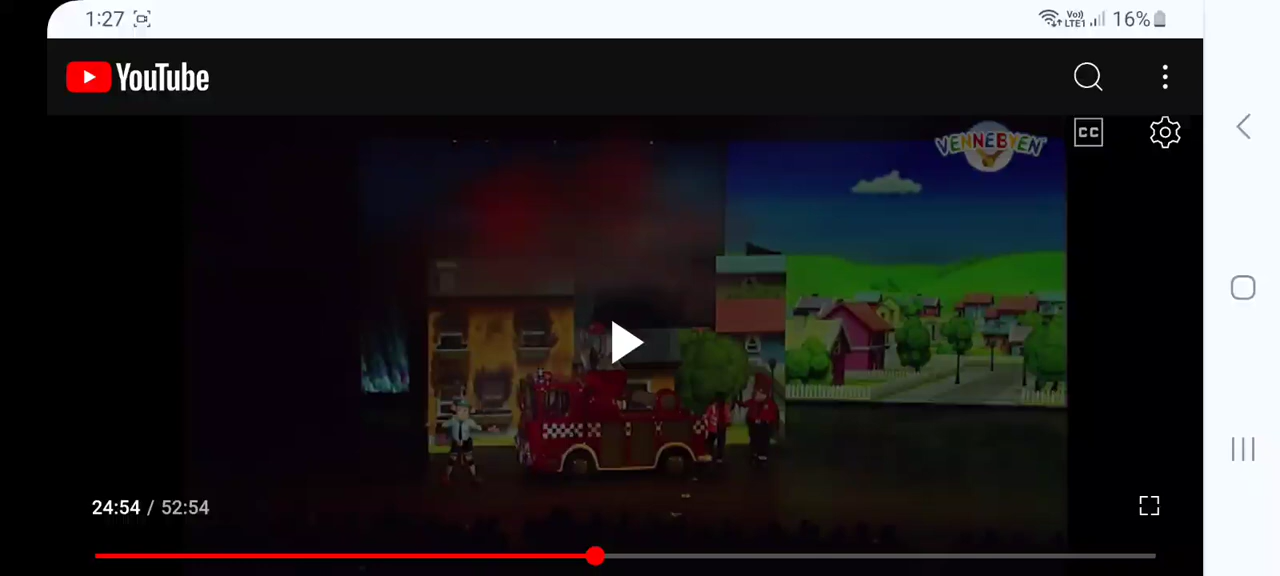 1:27
Vo))
LTE1
16%
YouTube
VENNEBYEN
CC
24:54 / 52:54